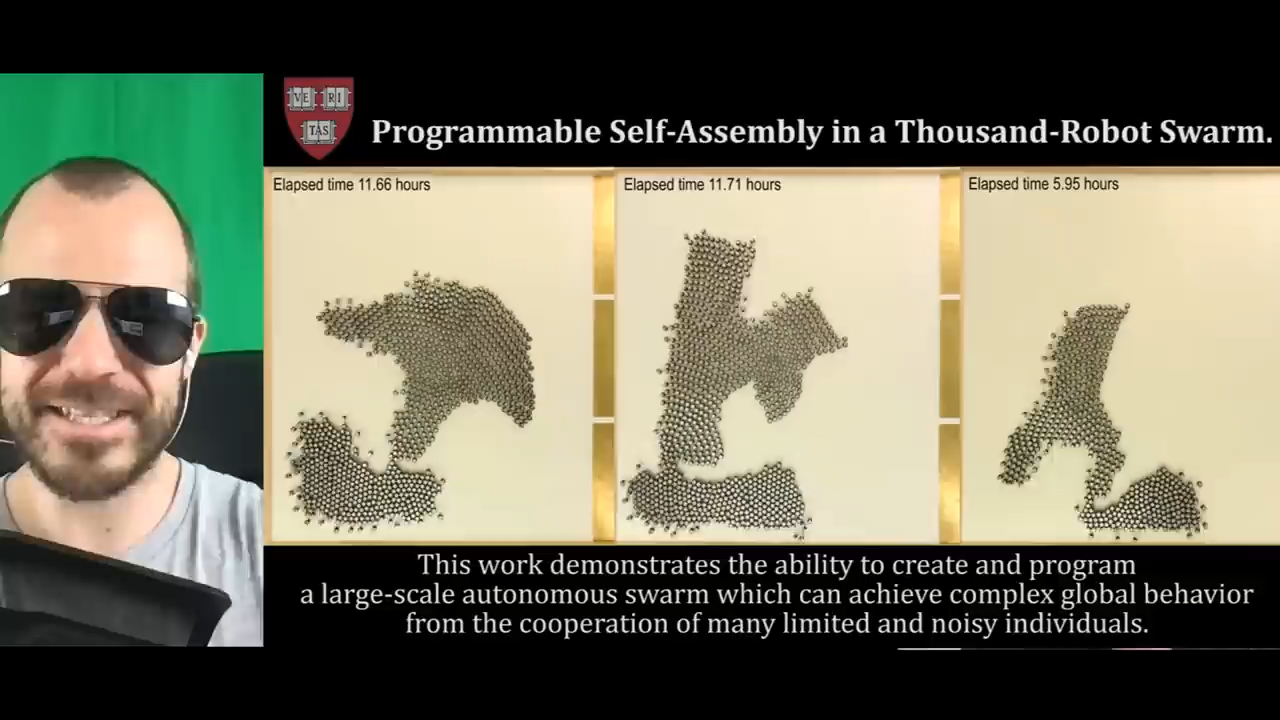 VE RI
TAS
Programmable Self-Assembly in a Thousand-Robot Swarm.
Elapsed time 11.66 hours
Elapsed time 11.71 hours
Elapsed time 5.95 hours
This work demonstrates the ability to create and program
a large-scale autonomous swarm which can achieve complex global behavior
from the cooperation of many limited and noisy individuals.